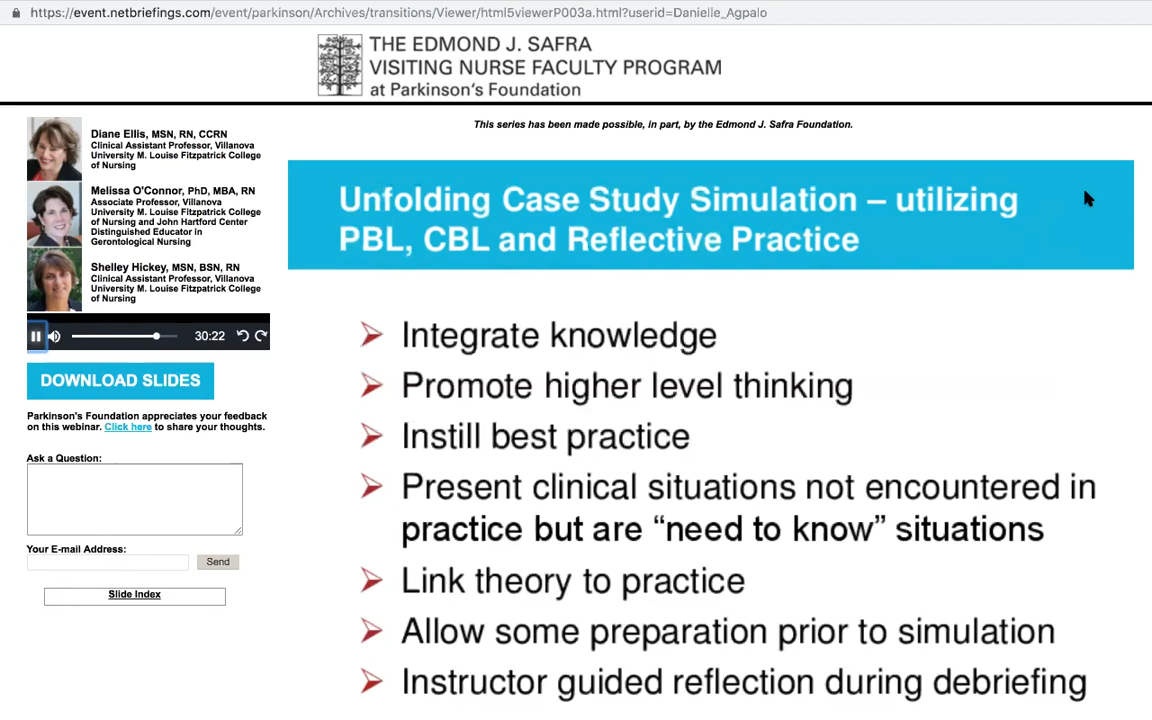 https://event.netbriefings.com/event/parkinson/Archives/transitions/Viewer/html5viewerP003a.html?userid=Danielle_Agpalo
THE EDMOND J. SAFRA
VISITING NURSE FACULTY PROGRAM
at Parkinson's Foundation
This series has been made possible, in part, by the Edmond J. Safra Foundation.
Diane Ellis, MSN, RN, CCRN
Clinical Assistant Professor, Villanova
University M. Louise Fitzpatrick College
of Nursing
Melissa O'Connor, PhD, MBA, RN
Associate Professor, Villanova
University M. Louise Fitzpatrick College
of Nursing and John Hartford Center
Distinguished Educator in
Gerontological Nursing
Shelley Hickey, MSN, BSN, RN
Clinical Assistant Professor, Villanova
University M. Louise Fitzpatrick College
of Nursing
30:22
DOWNLOAD SLIDES
Parkinson's Foundation appreciates your feedback
on this webinar. Click here to share your thoughts.
Ask a Question:
Your E-mail Address:
Send
Slide Index
Unfolding Case Study Simulation – utilizing
PBL, CBL and Reflective Practice
Integrate knowledge
Promote higher level thinking
Instill best practice
Present clinical situations not encountered in
practice but are “need to know” situations
Link theory to practice
Allow some preparation prior to simulation
Instructor guided reflection during debriefing